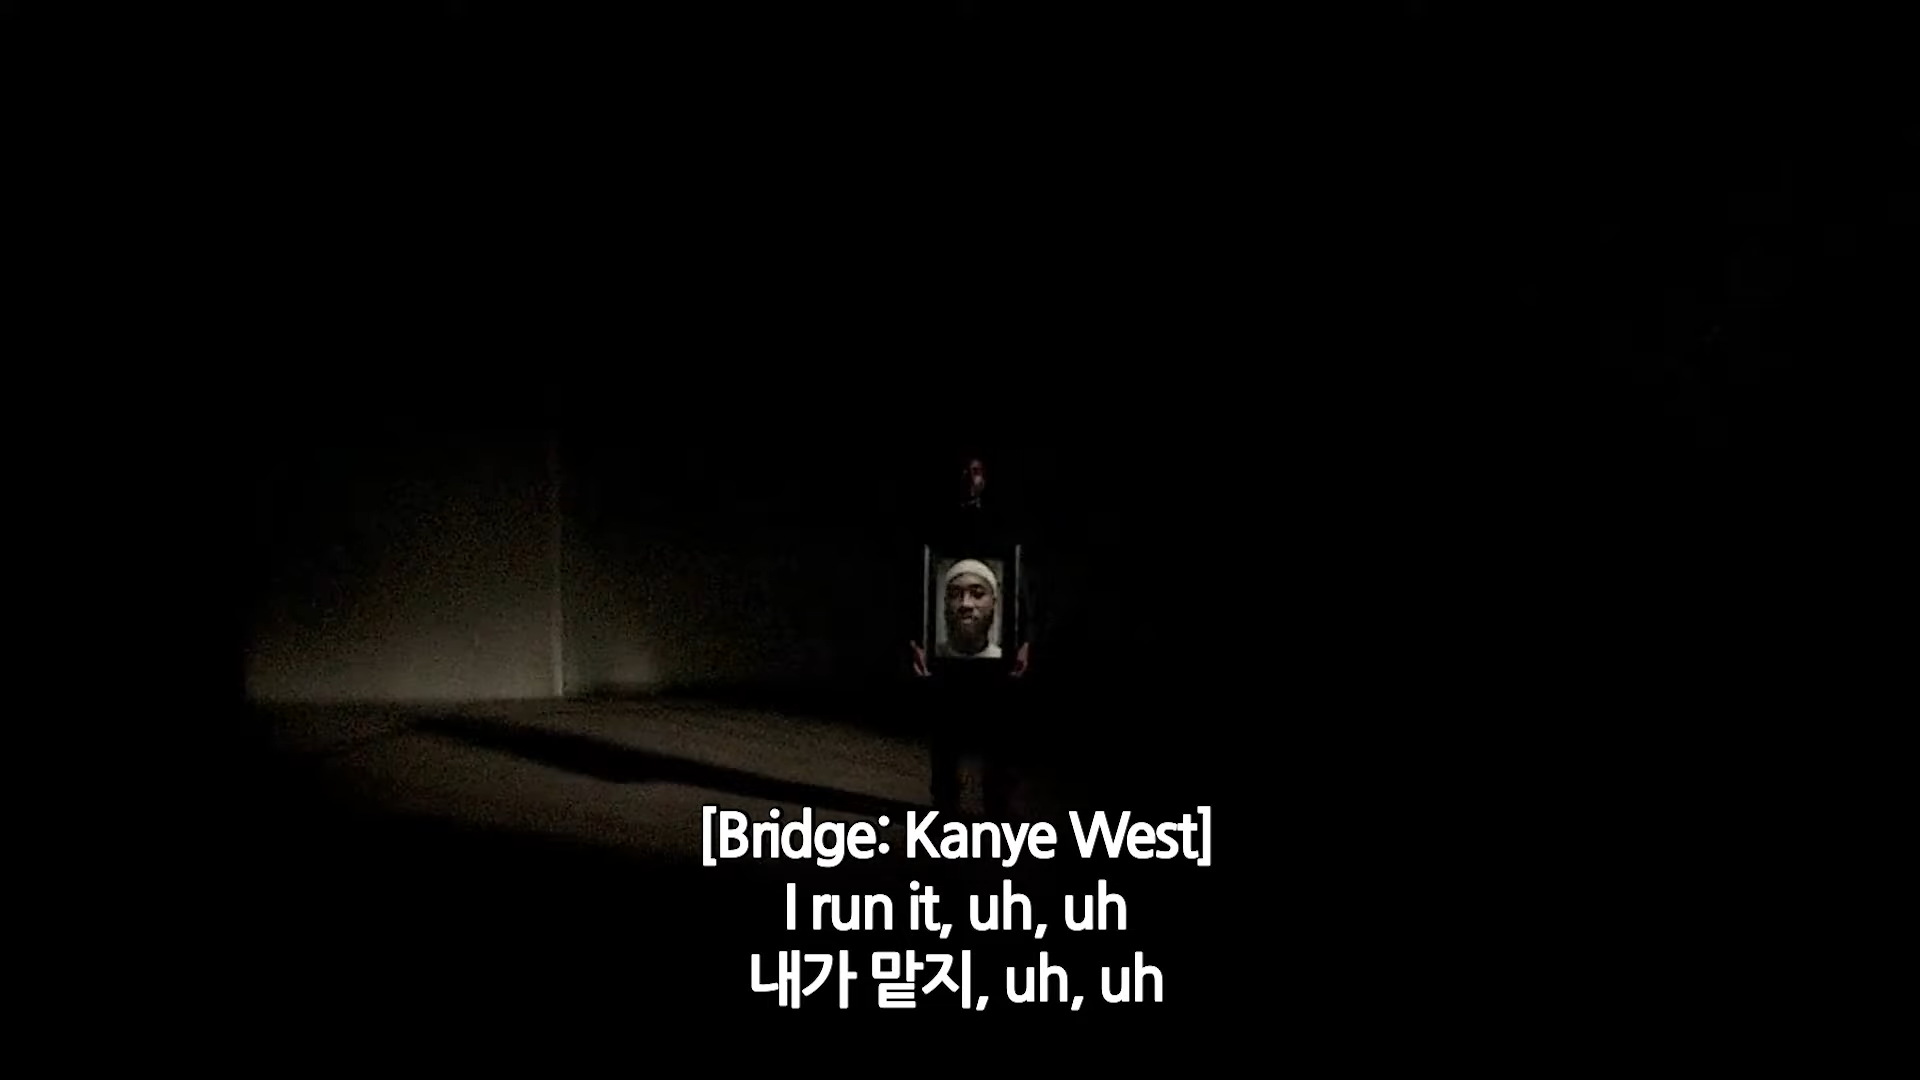 [Bridge: Kanye West]
I run it, uh, uh
내가 맡지, uh, uh